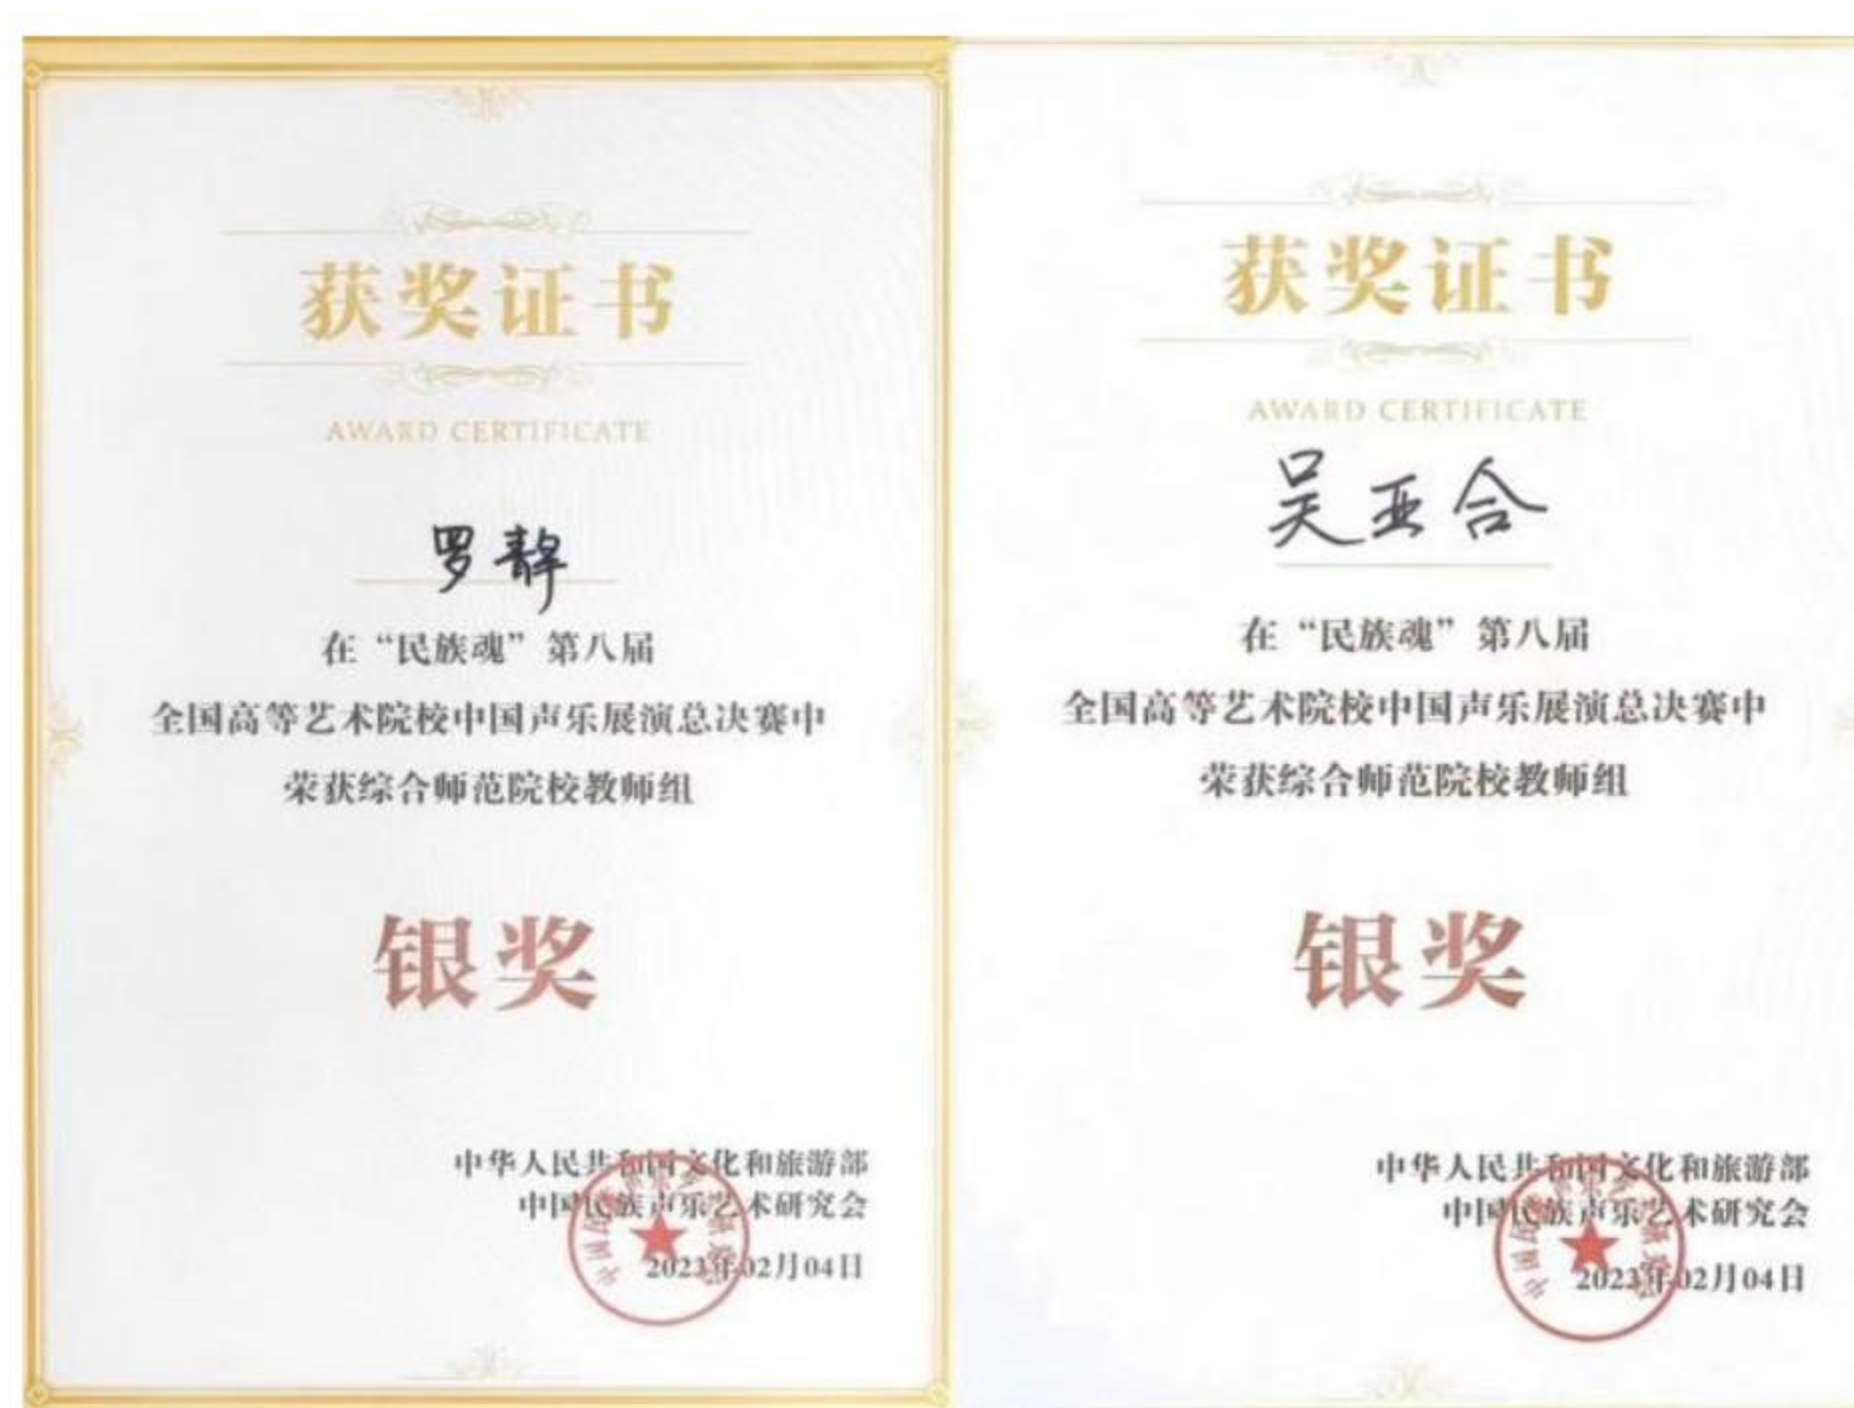 获奖证书
AWARD CERTIFICATE
罗静
在“民族魂”第八届
全国高等艺术院校中国声乐展演总决赛中
荣获综合师范院校教师组
银奖
中华人民共和国文化和旅游部
中国民族声乐艺术研究会
2023年02月04日
获奖证书
AWARD CERTIFICATE
吴亚合
在“民族魂”第八届
全国高等艺术院校中国声乐展演总决赛中
荣获综合师范院校教师组
银奖
中华人民共和国文化和旅游部
中国民族声乐艺术研究会
2023年02月04日